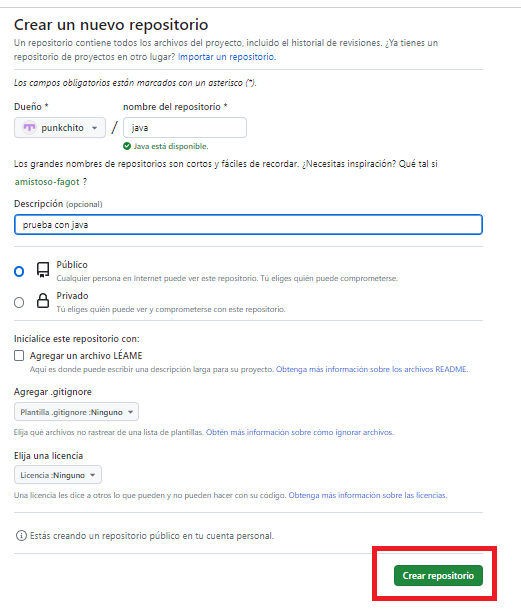 Crear un nuevo repositorio
Un repositorio contiene todos los archivos del proyecto, incluido el historial de revisiones. ¿Ya tienes un
repositorio de proyectos en otro lugar? Importar un repositorio.
Los campos obligatorios están marcados con un asterisco (*).
Dueño * nombre del repositorio *
punkchito / java
Java está disponible.
Los grandes nombres de repositorios son cortos y fáciles de recordar. ¿Necesitas inspiración? Qué tal si
amistoso-fagot ?
Descripción (opcional)
prueba con java
Público
Cualquier persona en Internet puede ver este repositorio. Tú eliges quién puede comprometerse.
Privado
Tú eliges quién puede ver y comprometerse con este repositorio.
Inicialice este repositorio con:
Agregar un archivo LÉAME
Aquí es donde puede escribir una descripción larga para su proyecto. Obtenga más información sobre los archivos README.
Agregar .gitignore
Plantilla .gitignore :Ninguno
Elija qué archivos no rastrear de una lista de plantillas. Obtén más información sobre cómo ignorar archivos.
Elija una licencia
Licencia :Ninguno
Una licencia les dice a otros lo que pueden y no pueden hacer con su código. Obtenga más información sobre las licencias.
Estás creando un repositorio público en tu cuenta personal.
Crear repositorio